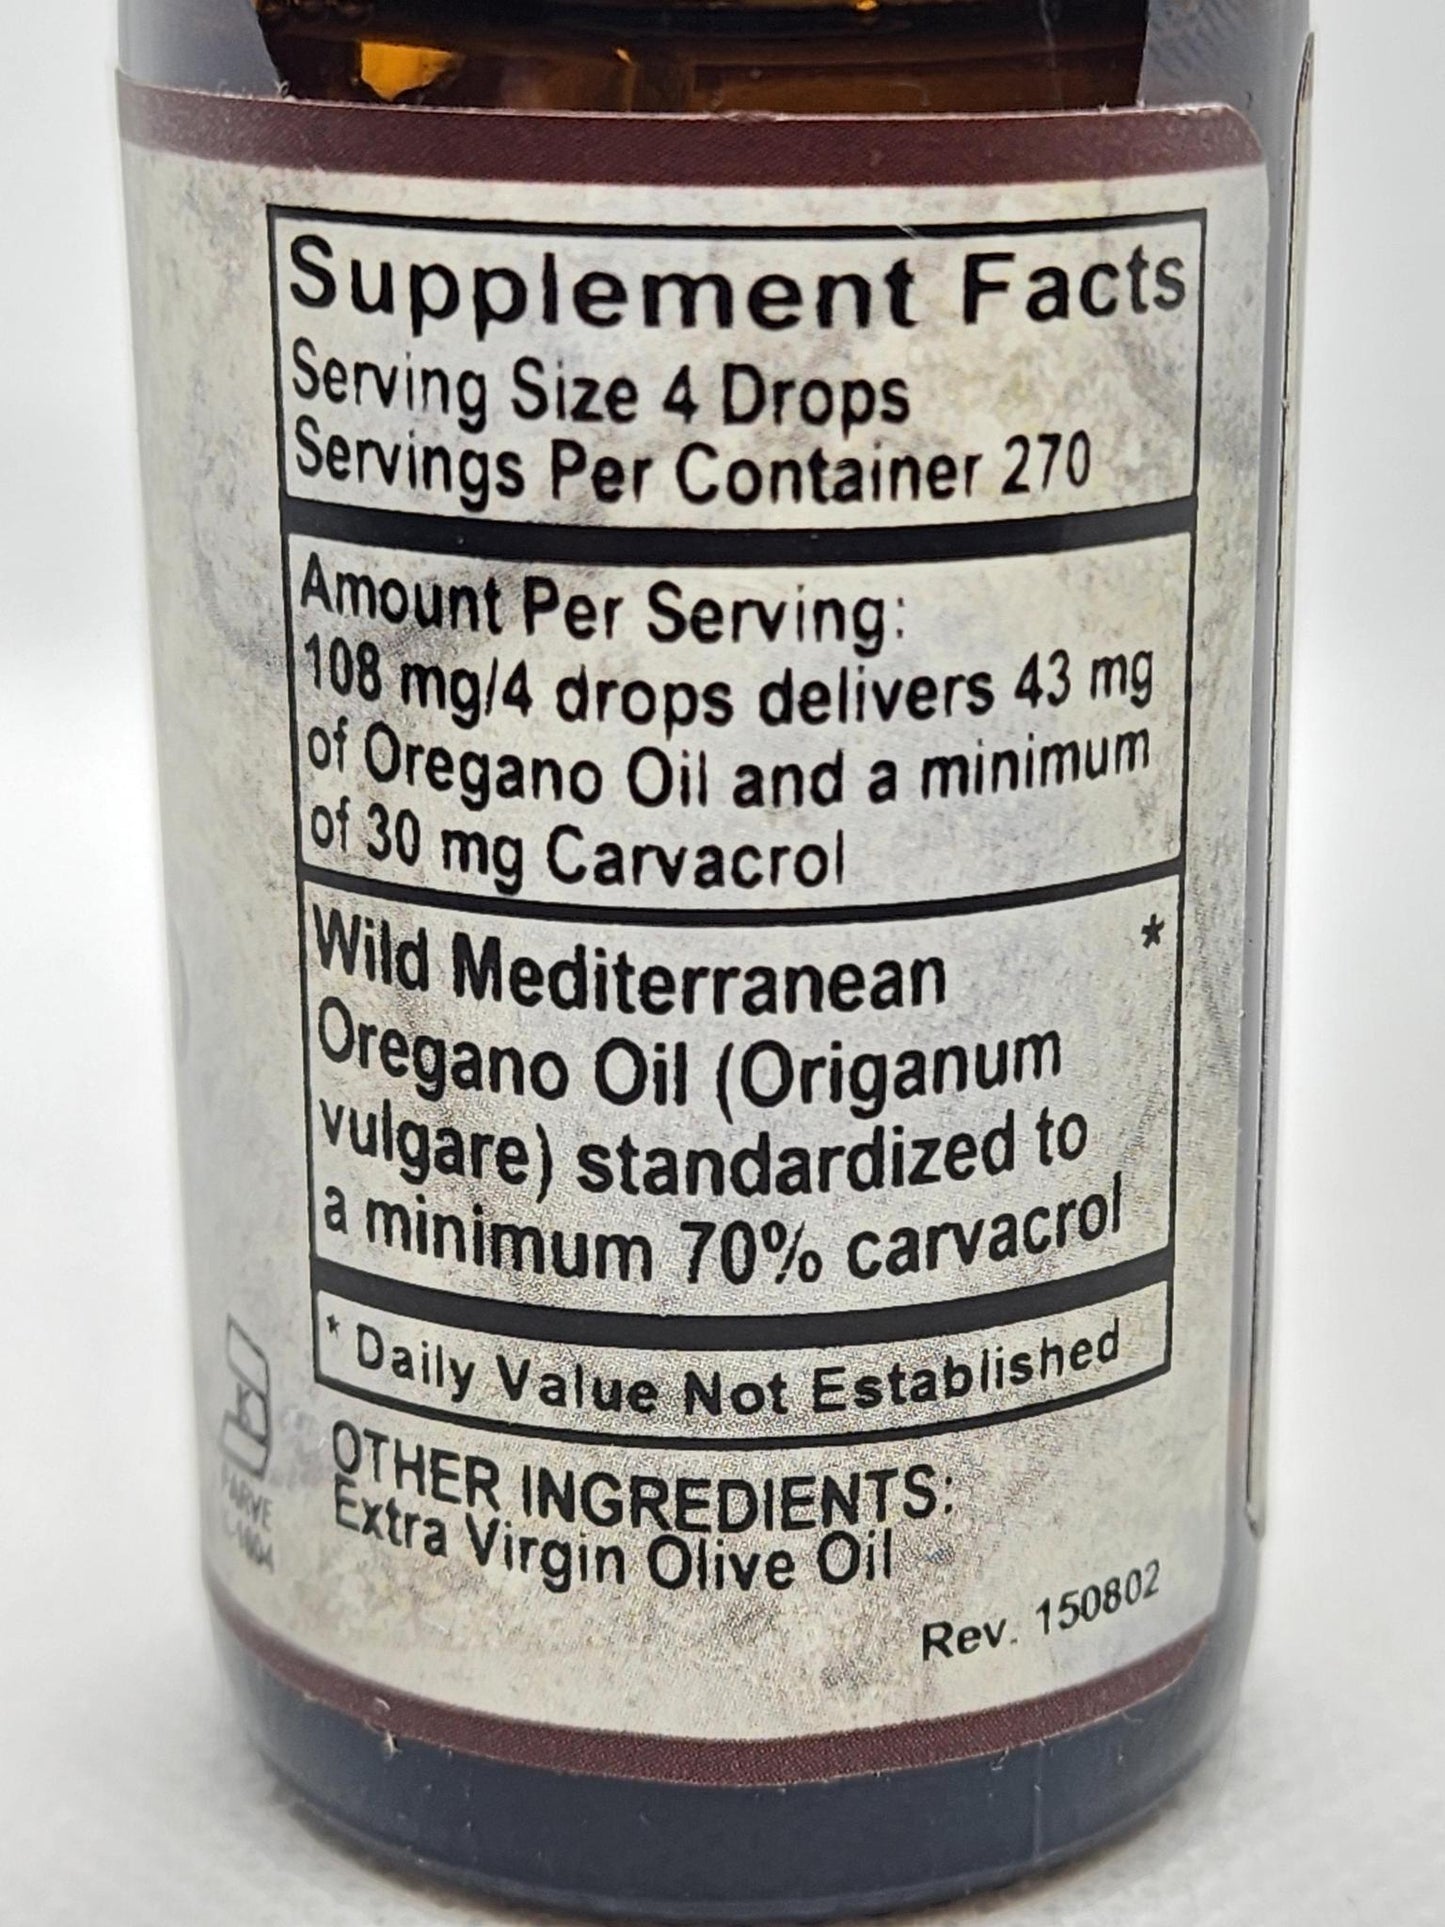 Supplement Facts
Serving Size 4 Drops
Servings Per Container 270
Amount Per Serving:
108 mg/4 drops delivers 43 mg
of Oregano Oil and a minimum
of 30 mg Carvacrol
Wild Mediterranean *
Oregano Oil (Origanum
vulgare) standardized to
a minimum 70% carvacrol
* Daily Value Not Established
OTHER INGREDIENTS:
Extra Virgin Olive Oil
Rev. 150802
K
PARVE